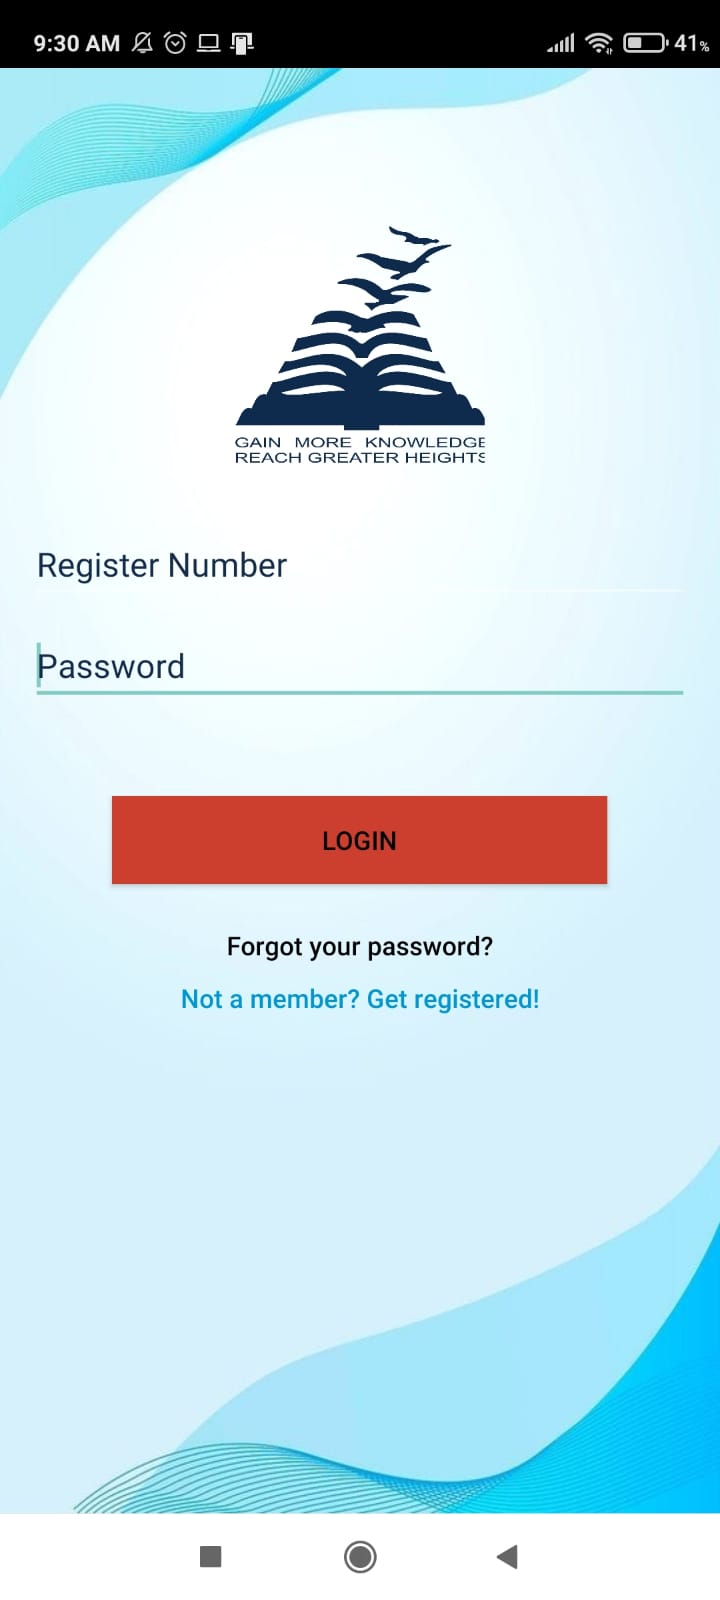 9:30 AM
41%
GAIN MORE KNOWLEDGE
REACH GREATER HEIGHTS
Register Number
Password
LOGIN
Forgot your password?
Not a member? Get registered!